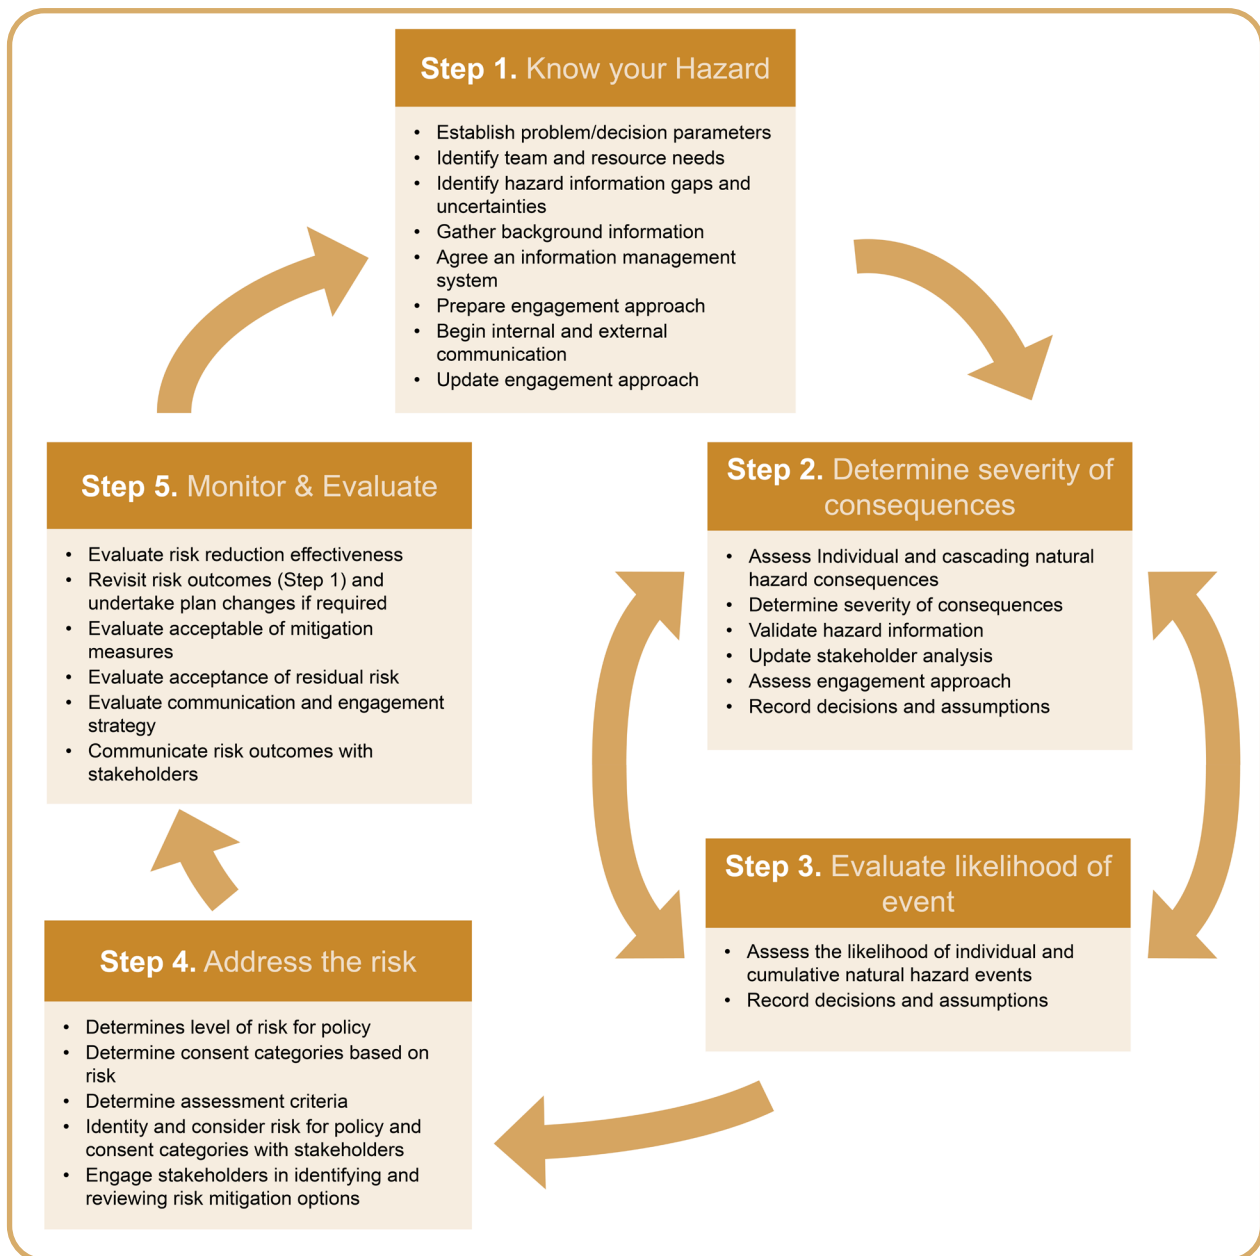 Step 1. Know your Hazard
• Establish problem/decision parameters
• Identify team and resource needs
• Identify hazard information gaps and
uncertainties
• Gather background information
• Agree an information management
system
• Prepare engagement approach
• Begin internal and external
communication
• Update engagement approach
Step 2. Determine severity of
consequences
• Assess Individual and cascading natural
hazard consequences
• Determine severity of consequences
• Validate hazard information
• Update stakeholder analysis
• Assess engagement approach
• Record decisions and assumptions
Step 3. Evaluate likelihood of
event
• Assess the likelihood of individual and
cumulative natural hazard events
• Record decisions and assumptions
Step 4. Address the risk
• Determines level of risk for policy
• Determine consent categories based on
risk
• Determine assessment criteria
• Identity and consider risk for policy and
consent categories with stakeholders
• Engage stakeholders in identifying and
reviewing risk mitigation options
Step 5. Monitor & Evaluate
• Evaluate risk reduction effectiveness
• Revisit risk outcomes (Step 1) and
undertake plan changes if required
• Evaluate acceptable of mitigation
measures
• Evaluate acceptance of residual risk
• Evaluate communication and engagement
strategy
• Communicate risk outcomes with
stakeholders